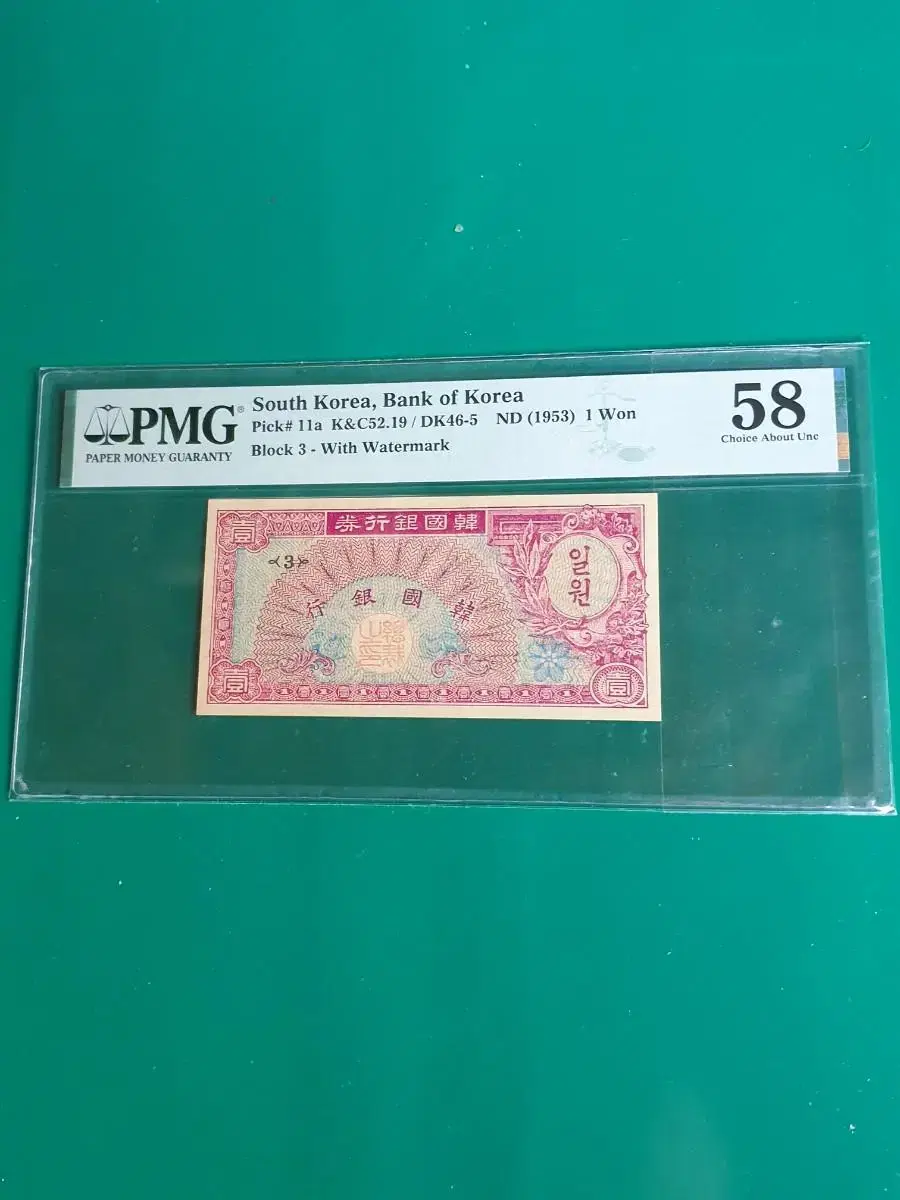 PMG®
PAPER MONEY GUARANTY
South Korea, Bank of Korea
Pick# 11a K&C52.19 / DK46-5 ND (1953) 1 Won
Block 3 - With Watermark
58
Choice About Unc
券行銀國韓
壹
3
일원
行銀國韓
壹
壹